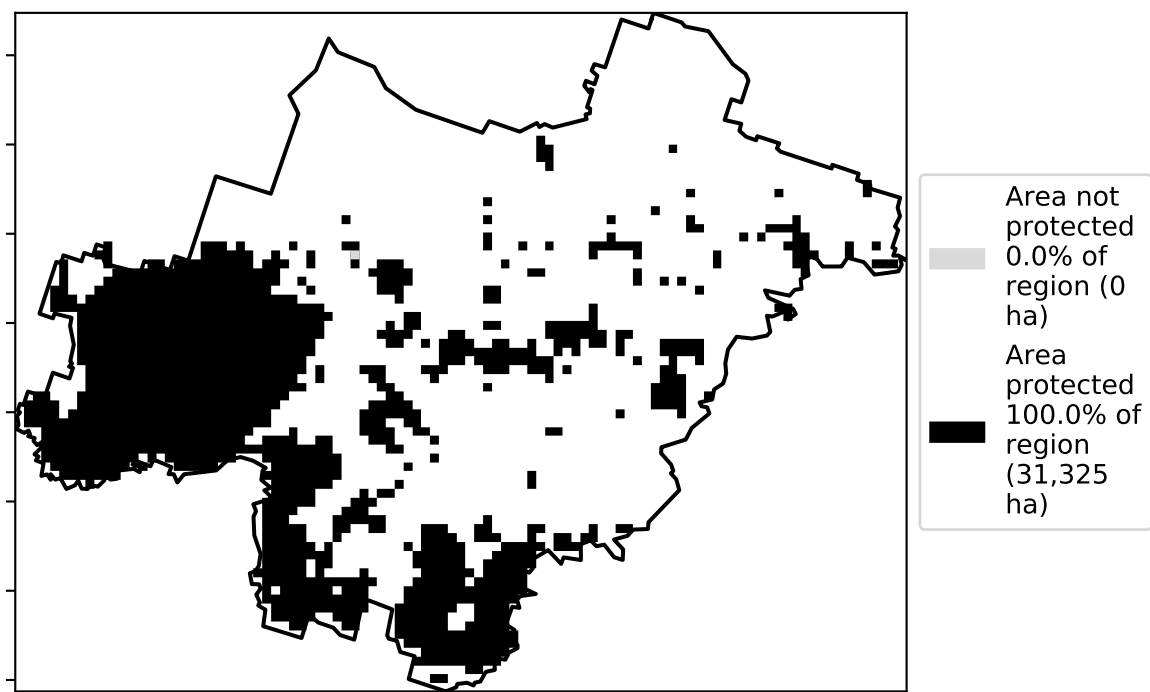 Area not
protected
0.0% of
region (0
ha)
Area
protected
100.0% of
region
(31,325
ha)